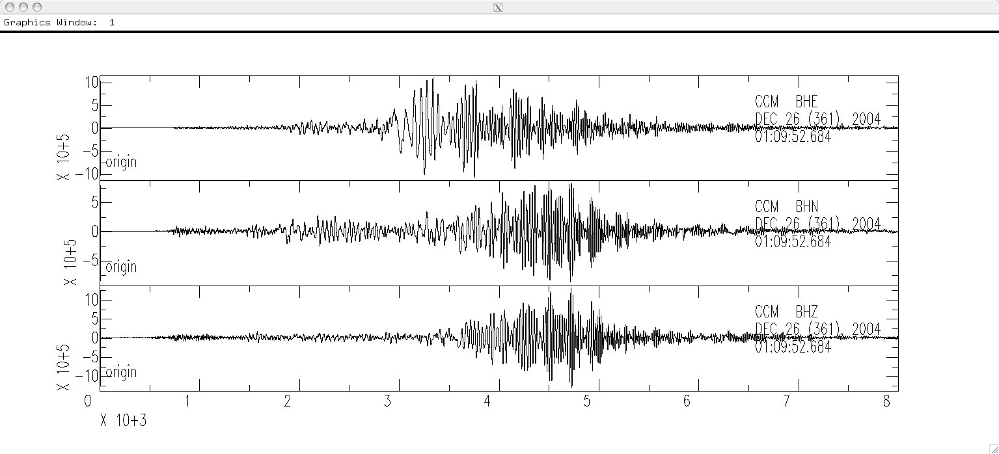 X
Graphics Window: 1
10
5
0
-5
-10
X 10+5
origin
CCM BHE
DEC 26 (361) 2004
01:09:52.684
5
0
-5
X 10+5
origin
CCM BHN
DEC 26 (361) 2004
01:09:52.684
10
5
0
-5
-10
X 10+5
origin
CCM BHZ
DEC 26 (361) 2004
01:09:52.684
0 1 2 3 4 5 6 7 8
X 10+3